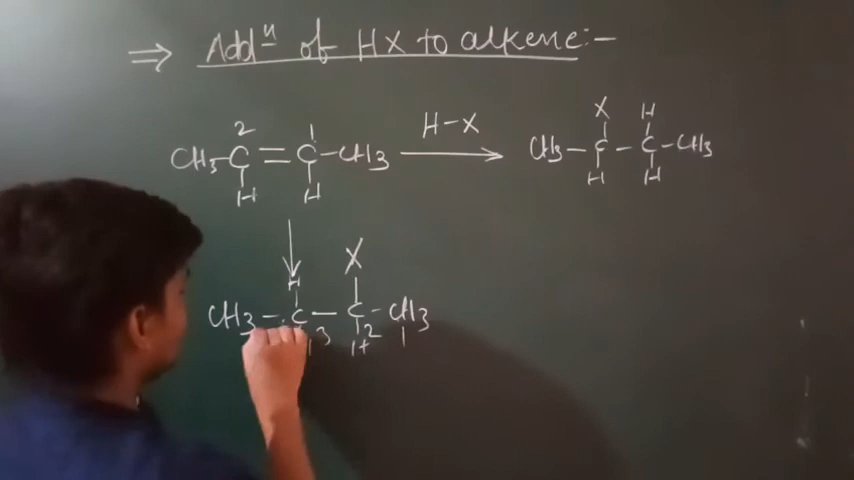 ⇒ Addⁿ of HX to alkene:-
2 1 H-X X H
CH3-C=C-CH3 → CH3-C-C-CH3
H H H H
H X
CH3-C-C-CH3
3 2 1
H